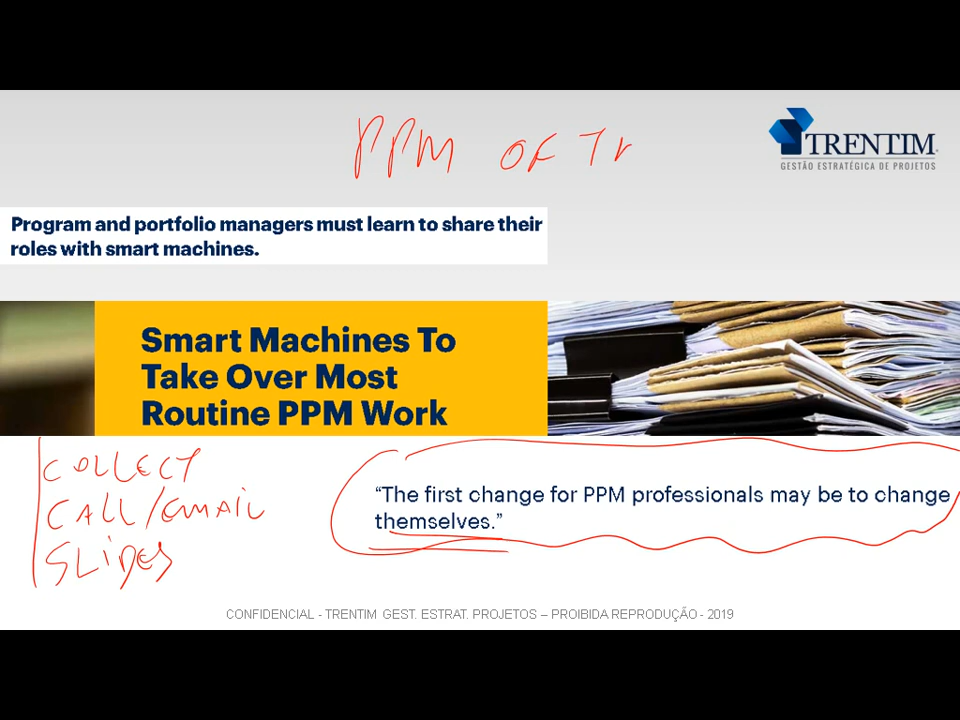 PPM OF Tr
TRENTIM
GESTÃO ESTRATÉGICA DE PROJETOS
Program and portfolio managers must learn to share their
roles with smart machines.
Smart Machines To
Take Over Most
Routine PPM Work
COLLECT
CALL/EMAIL
SLIDES
“The first change for PPM professionals may be to change
themselves.”
CONFIDENCIAL - TRENTIM GEST. ESTRAT. PROJETOS – PROIBIDA REPRODUÇÃO - 2019